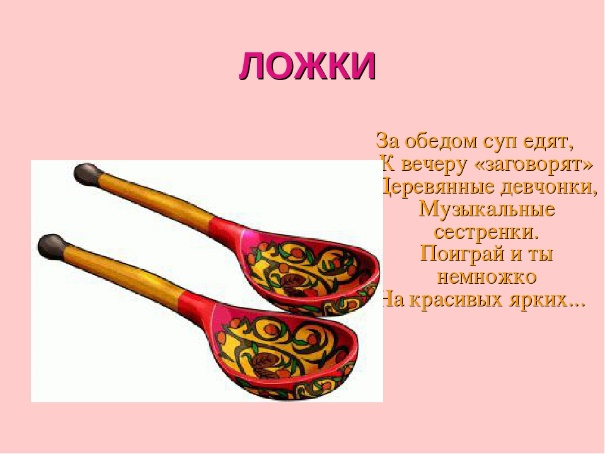 ЛОЖКИ
За обедом суп едят,
К вечеру «заговорят»
Деревянные девчонки,
Музыкальные
сестренки.
Поиграй и ты
немножко
На красивых ярких...